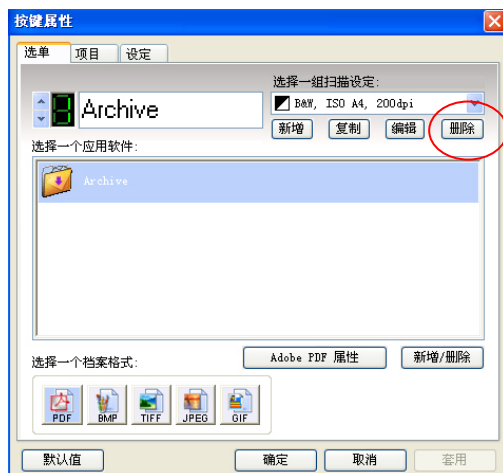 按键属性
选单 项目 设定
选择一组扫描设定:
3 Archive
B&W, ISO A4, 200dpi
新增 复制 编辑 删除
选择一个应用软件:
Archive
选择一个档案格式:
Adobe PDF 属性 新增/删除
PDF BMP TIFF JPEG GIF
默认值 确定 取消 套用